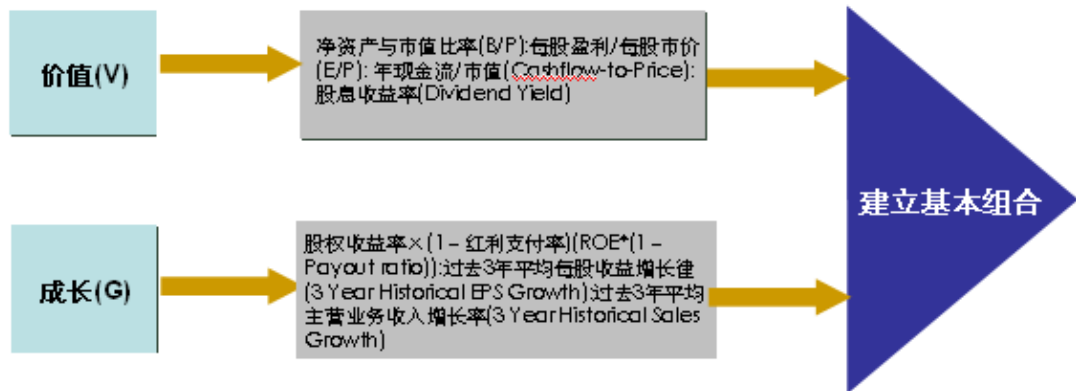 价值(V)
净资产与市值比率(B/P):每股盈利/每股市价
(E/P): 年现金流/市值(Cashflow-to-Price):
股息收益率(Dividend Yield)
建立基本组合
成长(G)
股权收益率×(1–红利支付率)(ROE*(1–
Payout ratio)):过去3年平均每股收益增长律
(3 Year Historical EPS Growth):过去3年平均
主营业务收入增长率(3 Year Historical Sales
Growth)